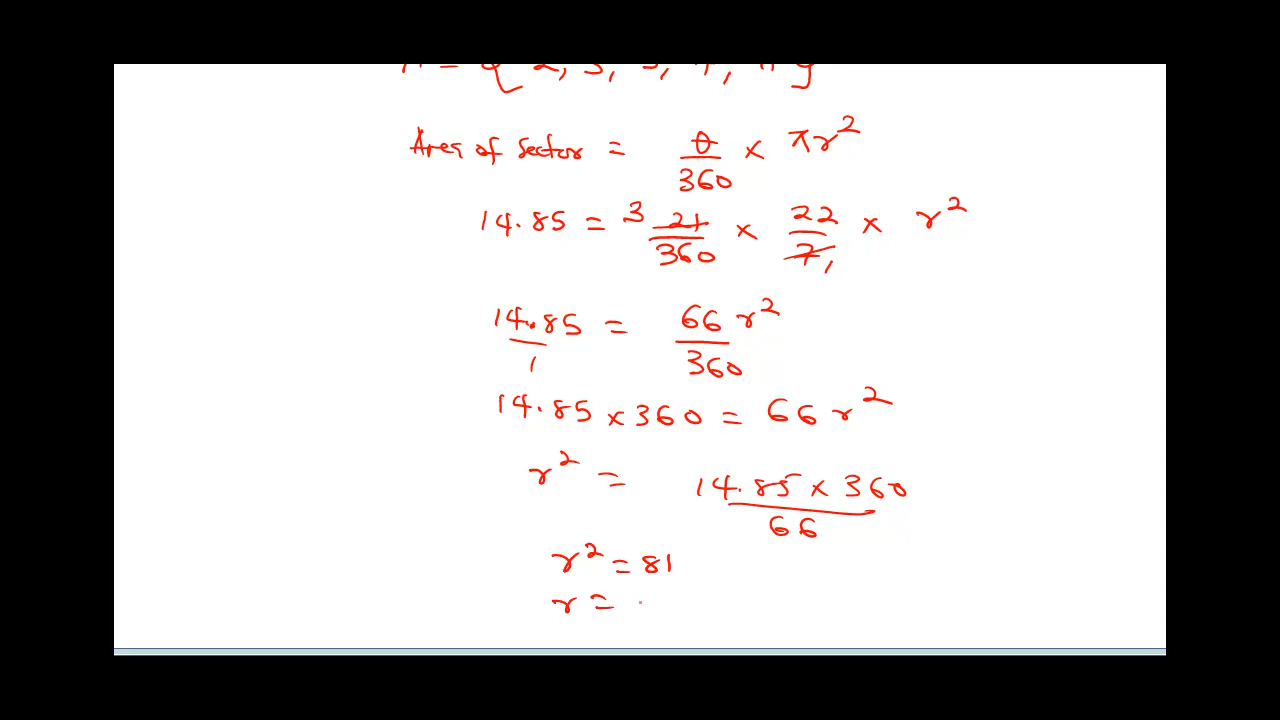 Area of Sector = θ/360 × πr²
14.85 = ³ 21/360 × 22/7₁ × r²
14.85/1 = 66r²/360
14.85 × 360 = 66r²
r² = 14.85 × 360/66
r² = 81
r =